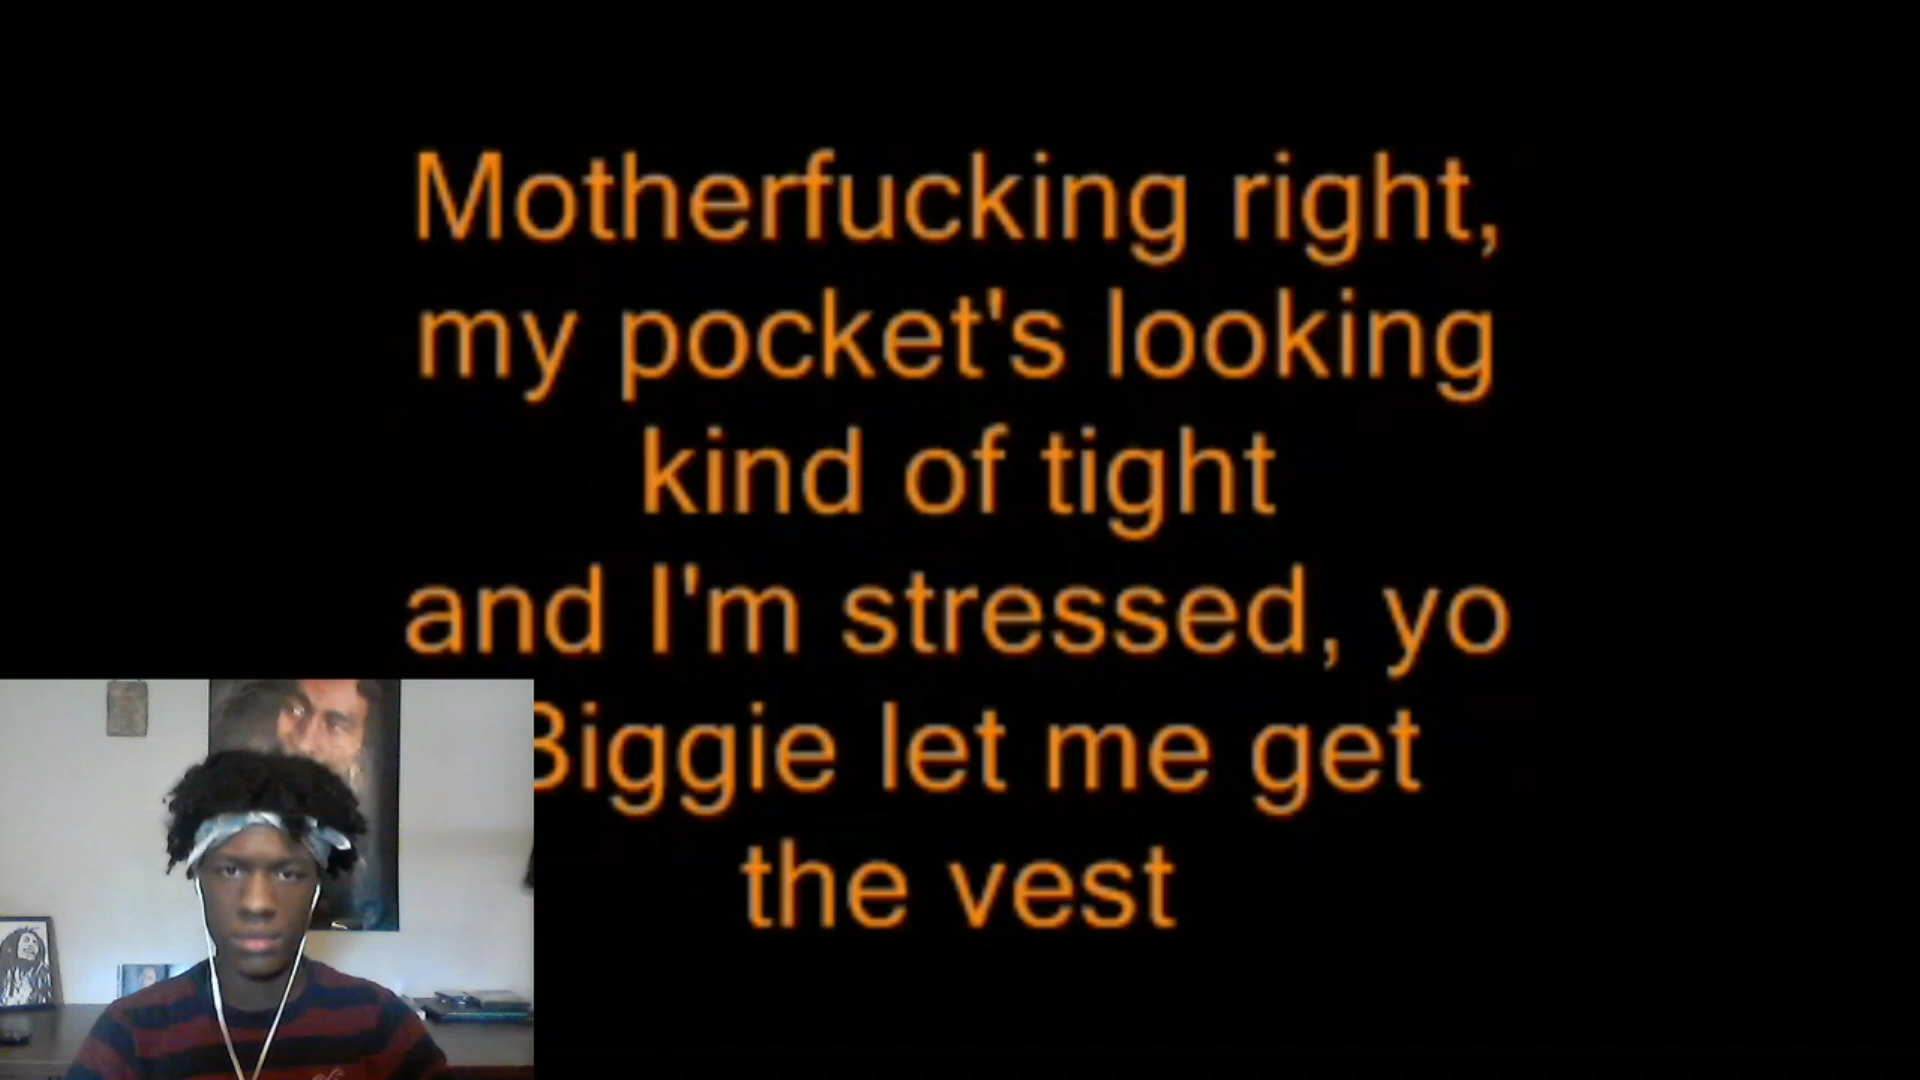 Motherfucking right,
my pocket's looking
kind of tight
and I'm stressed, yo
Biggie let me get
the vest